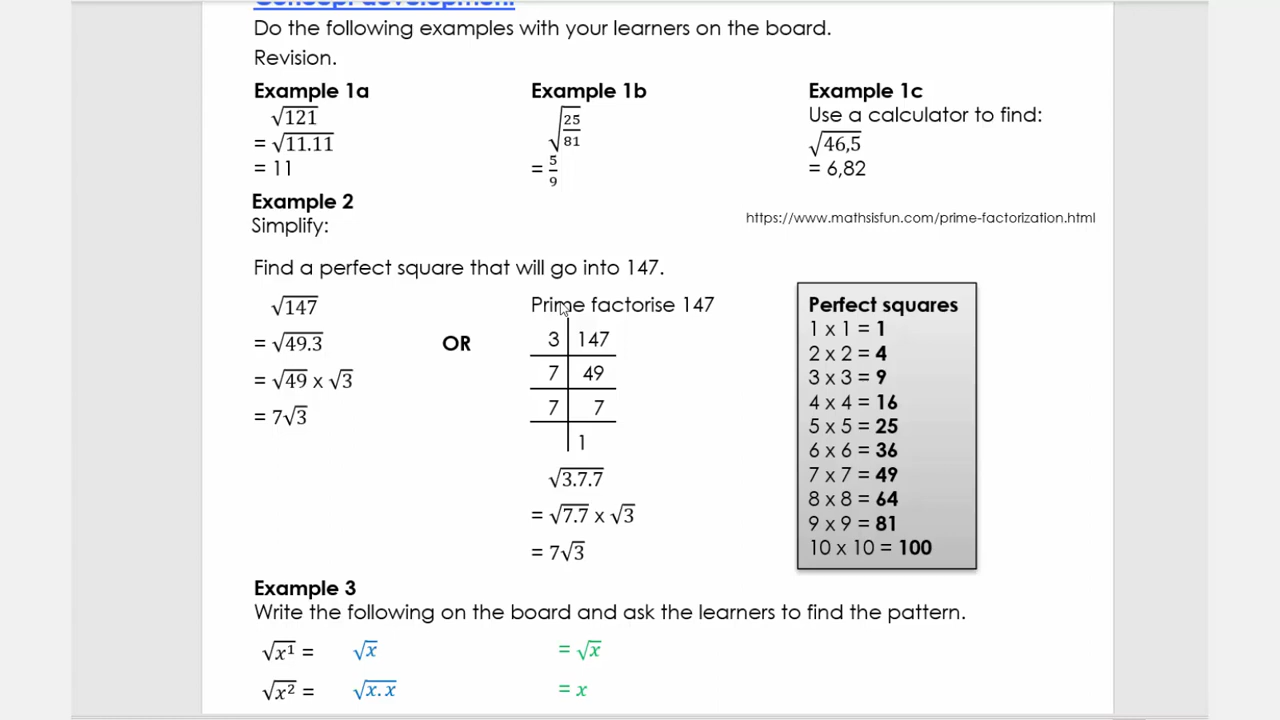 Concept development
Do the following examples with your learners on the board.
Revision.
Example 1a
√121
= √11.11
= 11
Example 1b
√25/81
= 5/9
Example 1c
Use a calculator to find:
√46,5
= 6,82
Example 2
Simplify:
https://www.mathsisfun.com/prime-factorization.html
Find a perfect square that will go into 147.
√147
= √49.3
= √49 x √3
= 7√3
OR
Prime factorise 147
3 147
7 49
7 7
1
√3.7.7
= √7.7 x √3
= 7√3
Perfect squares
1 x 1 = 1
2 x 2 = 4
3 x 3 = 9
4 x 4 = 16
5 x 5 = 25
6 x 6 = 36
7 x 7 = 49
8 x 8 = 64
9 x 9 = 81
10 x 10 = 100
Example 3
Write the following on the board and ask the learners to find the pattern.
√x¹ = √x = √x
√x² = √x.x = x